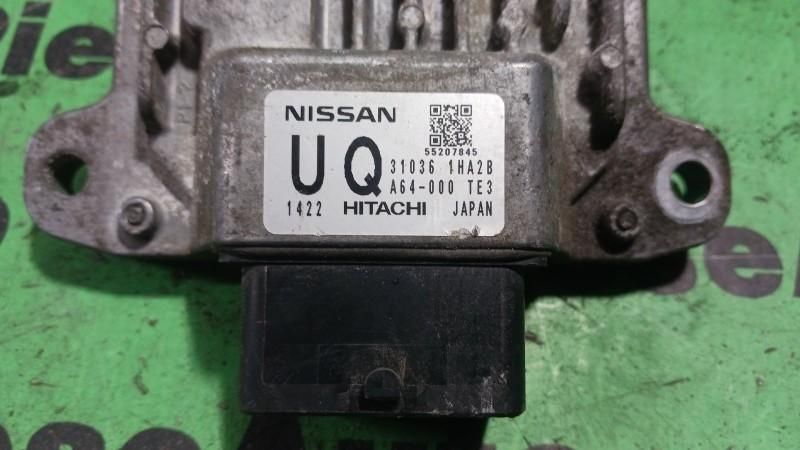 NISSAN
55207845
UQ 31036 1HA2B
A64-000 TE3
1422 HITACHI JAPAN